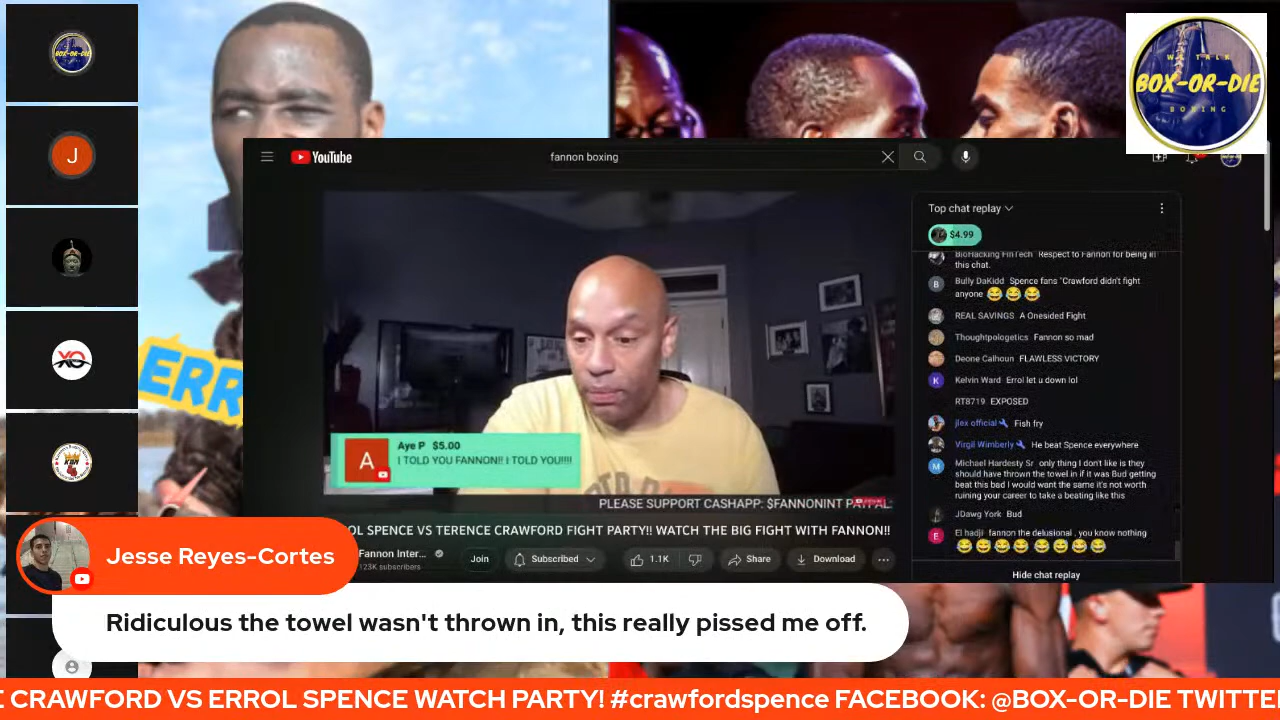 BOX-OR-DIE
WE TALK
BOX-OR-DIE
BOXING
J
XO
ERR
YouTube
fannon boxing
Aye P $5.00
A
I TOLD YOU FANNON!! I TOLD YOU!!!!
PLEASE SUPPORT CASHAPP: $FANNONINT PAYPAL:
OL SPENCE VS TERENCE CRAWFORD FIGHT PARTY!! WATCH THE BIG FIGHT WITH FANNON!!
Fannon Inter...
123K subscribers
Join
Subscribed
1.1K
Share
Download
Top chat replay
$4.99
BioHacking FinTech Respect to Fannon for being in
this chat.
B
Bully DaKidd Spence fans "Crawford didn't fight
anyone 😂 😂 😂
REAL SAVINGS A Onesided Fight
Thoughtpologetics Fannon so mad
Deone Calhoun FLAWLESS VICTORY
K
Kelvin Ward Errol let u down lol
RT8719 EXPOSED
jlex official Fish fry
Virgil Wimberly He beat Spence everywhere
M
Michael Hardesty Sr only thing I don't like is they
should have thrown the towel in if it was Bud getting
beat this bad I would want the same it's not worth
ruining your career to take a beating like this
JDawg York Bud
E
El hadji fannon the delusional , you know nothing
😂 😂 😂 😂 😂 😂 😂 😂
Hide chat replay
Jesse Reyes-Cortes
Ridiculous the towel wasn't thrown in, this really pissed me off.
E CRAWFORD VS ERROL SPENCE WATCH PARTY! #crawfordspence FACEBOOK: @BOX-OR-DIE TWITTE